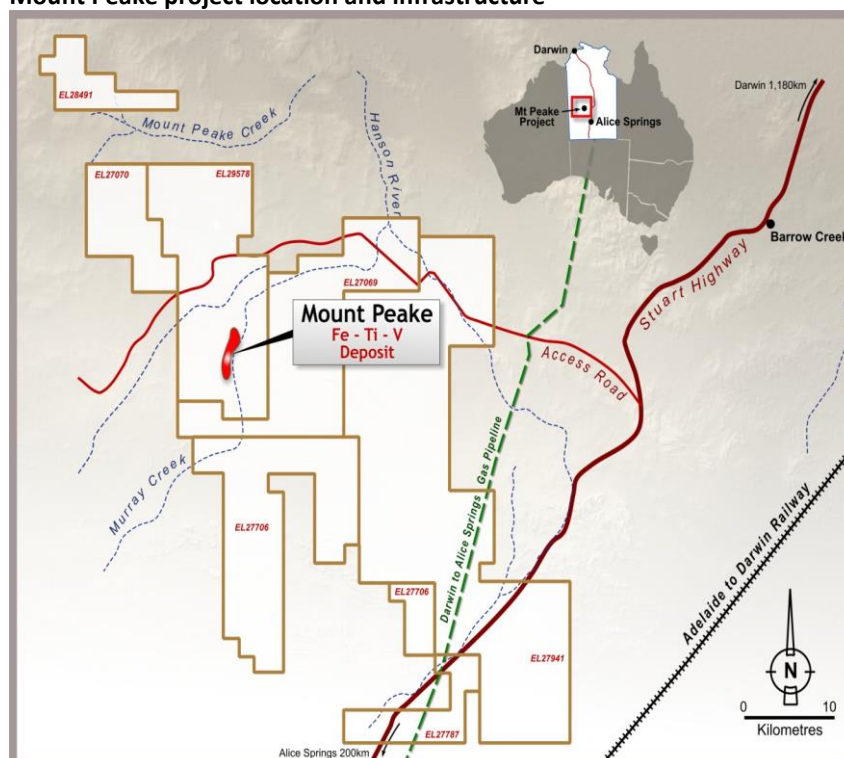 Mount Peake project location and infrastructure
Darwin
Mt Peake
Project
Alice Springs
Darwin 1,180km
EL28491
Mount Peake Creek
Hanson River
EL27070
EL29578
Barrow Creek
Stuart Highway
EL27069
Mount Peake
Fe - Ti - V
Deposit
Access Road
Murray Creek
Darwin to Alice Springs Gas Pipeline
EL27706
EL27706
EL27941
Adelaide to Darwin Railway
N
0 10
Kilometres
EL27787
Alice Springs 200km